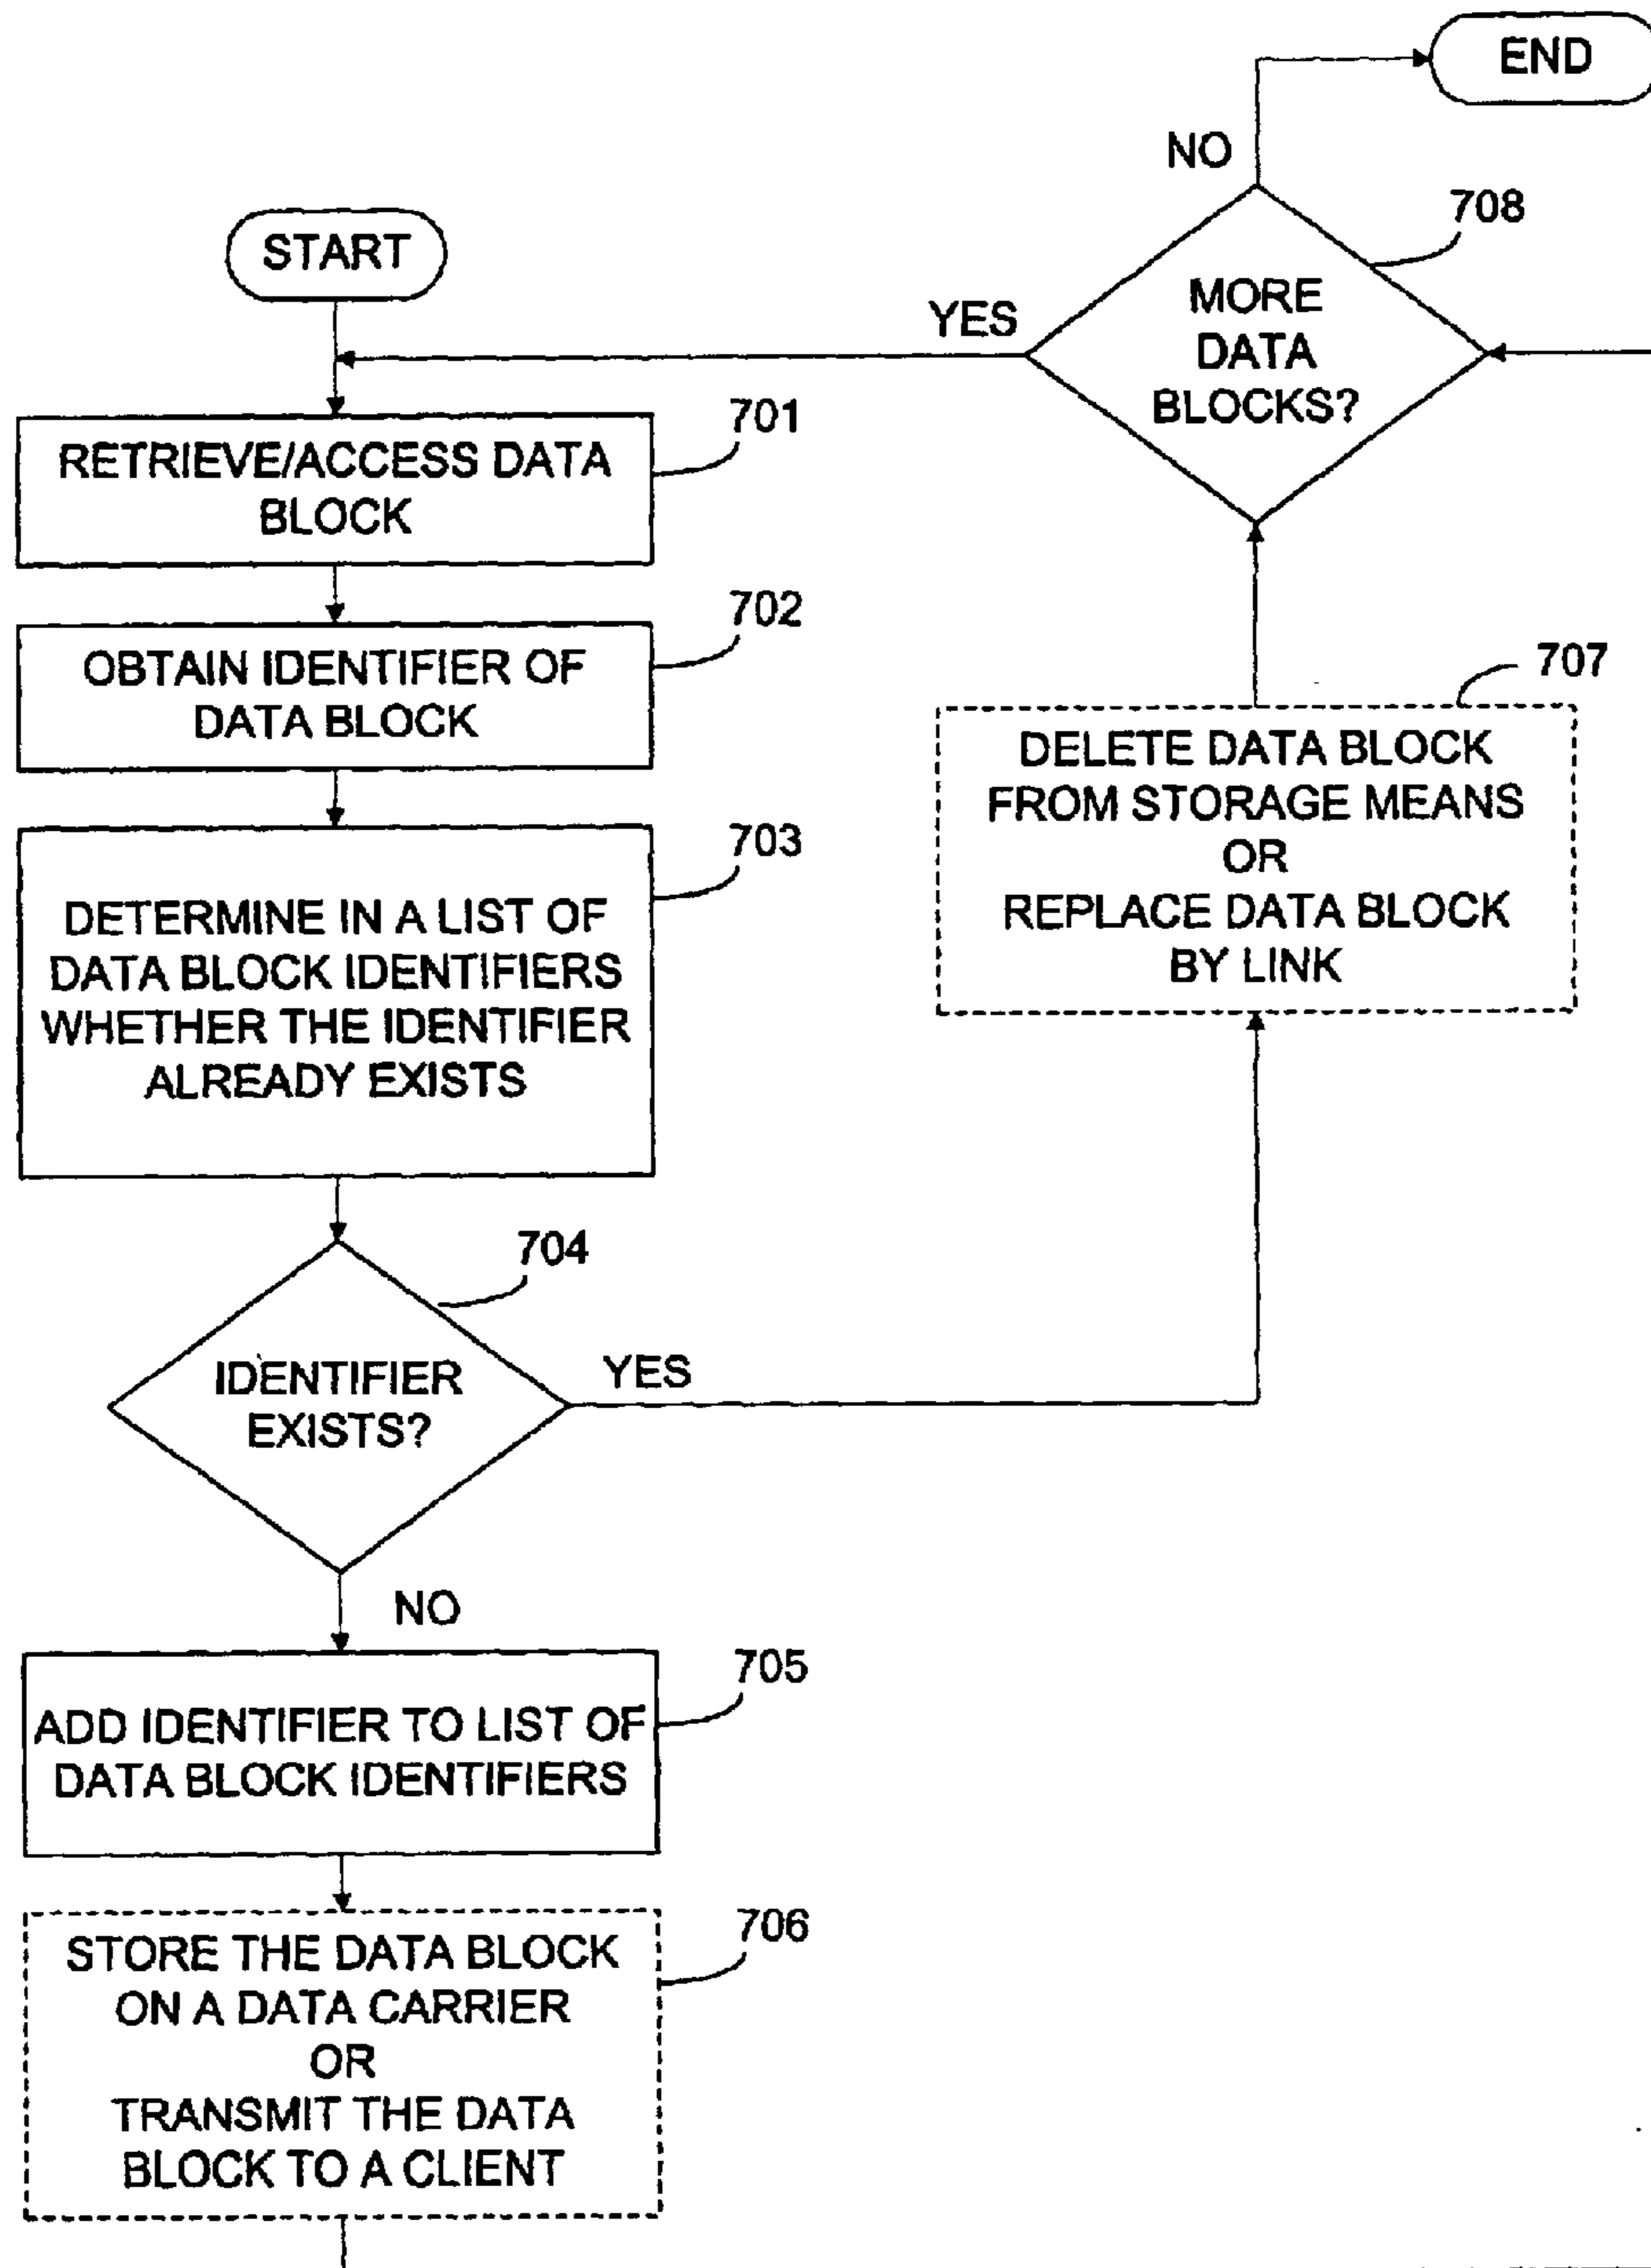 START
701
RETRIEVE/ACCESS DATA
BLOCK
702
OBTAIN IDENTIFIER OF
DATA BLOCK
703
DETERMINE IN A LIST OF
DATA BLOCK IDENTIFIERS
WHETHER THE IDENTIFIER
ALREADY EXISTS
704
IDENTIFIER
EXISTS?
YES
NO
705
ADD IDENTIFIER TO LIST OF
DATA BLOCK IDENTIFIERS
706
STORE THE DATA BLOCK
ON A DATA CARRIER
OR
TRANSMIT THE DATA
BLOCK TO A CLIENT
707
DELETE DATA BLOCK
FROM STORAGE MEANS
OR
REPLACE DATA BLOCK
BY LINK
708
MORE
DATA
BLOCKS?
YES
NO
END